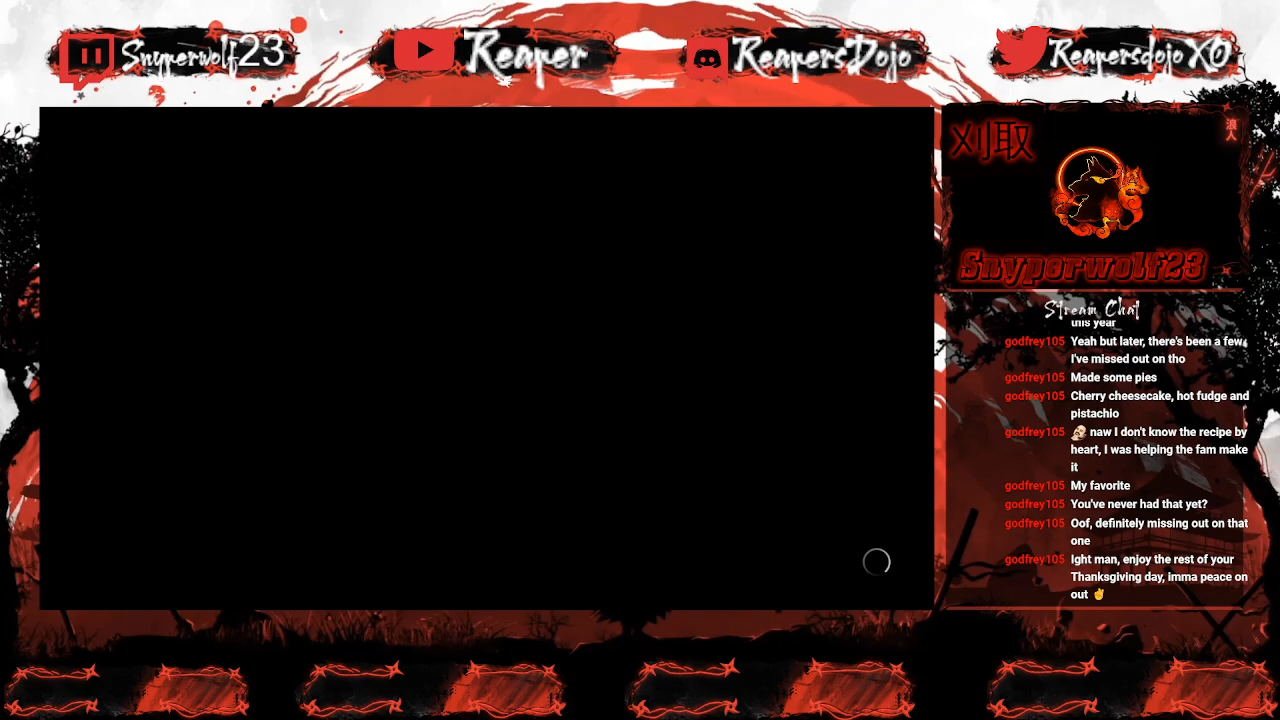 Snyperwolf23
Reaper
ReapersDojo
ReapersdojoXO
刈取
浪人
Snyperwolf23
Stream Chat
this year
godfrey105 Yeah but later, there's been a few,
I've missed out on tho
godfrey105 Made some pies
godfrey105 Cherry cheesecake, hot fudge and
pistachio
godfrey105 naw I don't know the recipe by
heart, I was helping the fam make
it
godfrey105 My favorite
godfrey105 You've never had that yet?
godfrey105 Oof, definitely missing out on that
one
godfrey105 Ight man, enjoy the rest of your
Thanksgiving day, imma peace on
out ✌